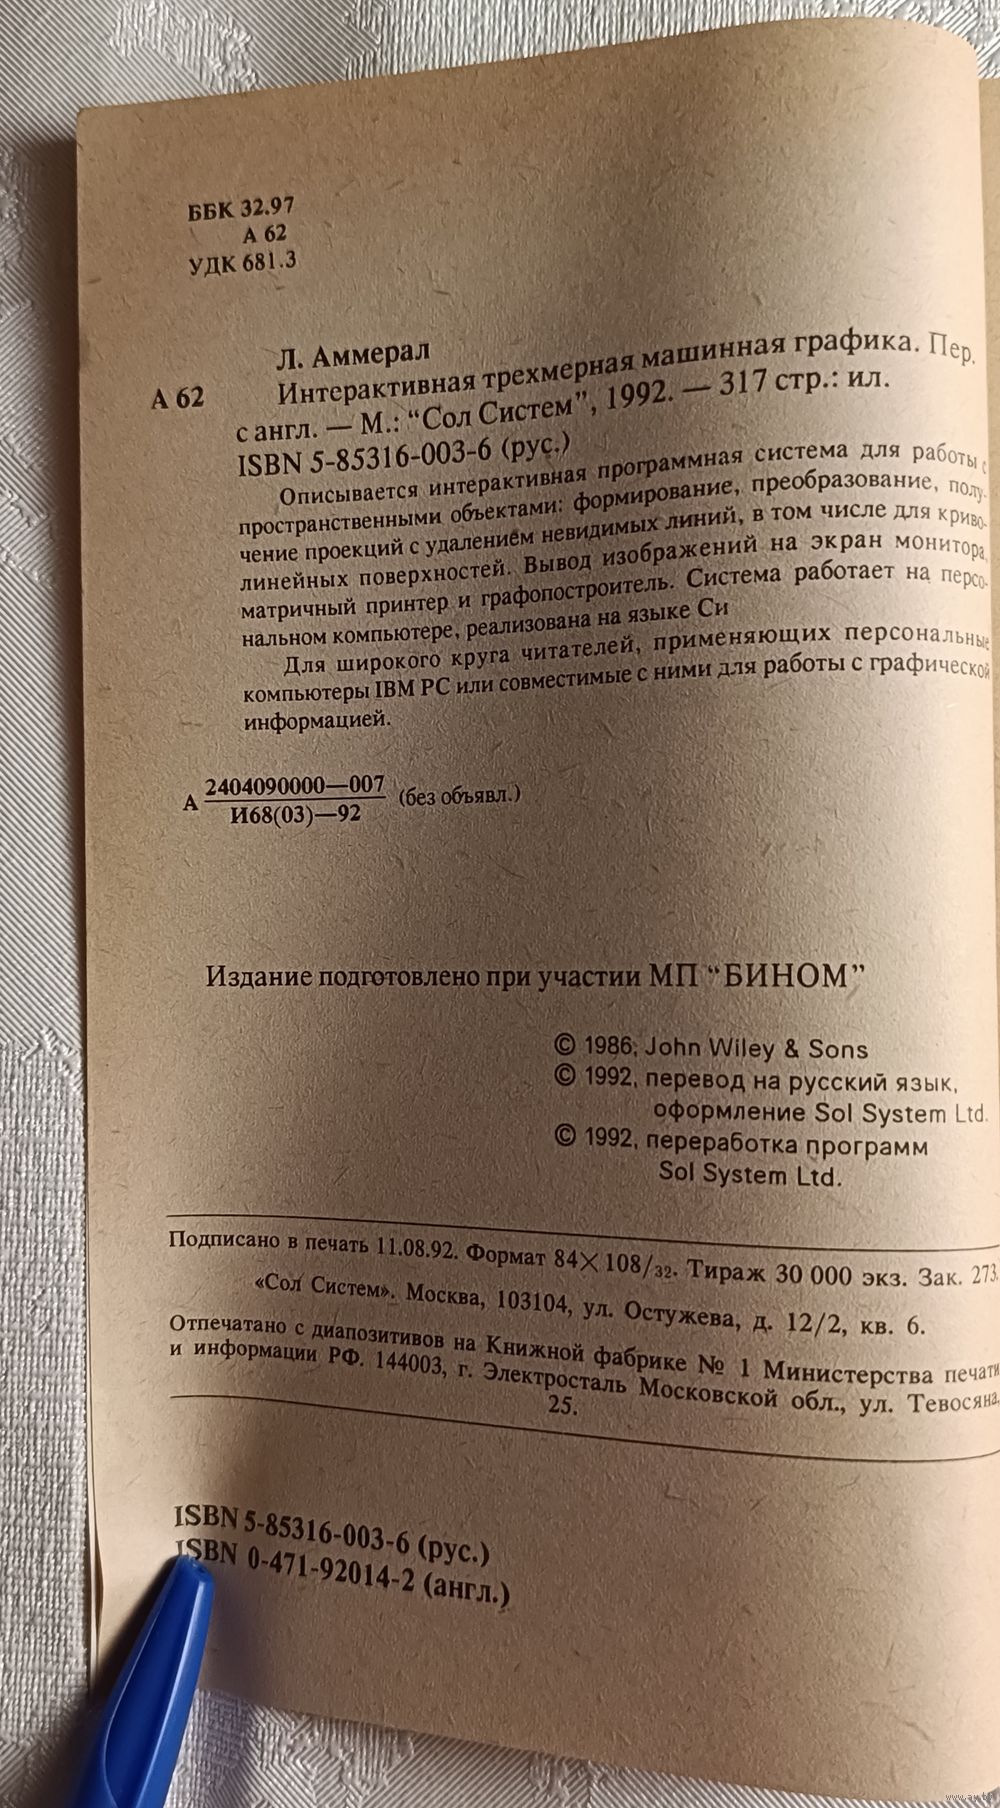 ББК 32.97
А 62
УДК 681.3
Л. Аммерал
А 62 Интерактивная трехмерная машинная графика. Пер.
с англ. — М.: “Сол Систем”, 1992. — 317 стр.: ил.
ISBN 5-85316-003-6 (рус.)
Описывается интерактивная программная система для работы с
пространственными объектами: формирование, преобразование, полу-
чение проекций с удалением невидимых линий, в том числе для криво-
линейных поверхностей. Вывод изображений на экран монитора,
матричный принтер и графопостроитель. Система работает на персо-
нальном компьютере, реализована на языке Си
Для широкого круга читателей, применяющих персональные
компьютеры IBM PC или совместимые с ними для работы с графической
информацией.
А 2404090000—007 (без объявл.)
И68(03)—92
Издание подготовлено при участии МП “БИНОМ”
© 1986, John Wiley & Sons
© 1992, перевод на русский язык,
оформление Sol System Ltd.
© 1992, переработка программ
Sol System Ltd.
Подписано в печать 11.08.92. Формат 84×108/32. Тираж 30 000 экз. Зак. 273.
«Сол Систем». Москва, 103104, ул. Остужева, д. 12/2, кв. 6.
Отпечатано с диапозитивов на Книжной фабрике № 1 Министерства печати
и информации РФ. 144003, г. Электросталь Московской обл., ул. Тевосяна,
25.
ISBN 5-85316-003-6 (рус.)
ISBN 0-471-92014-2 (англ.)